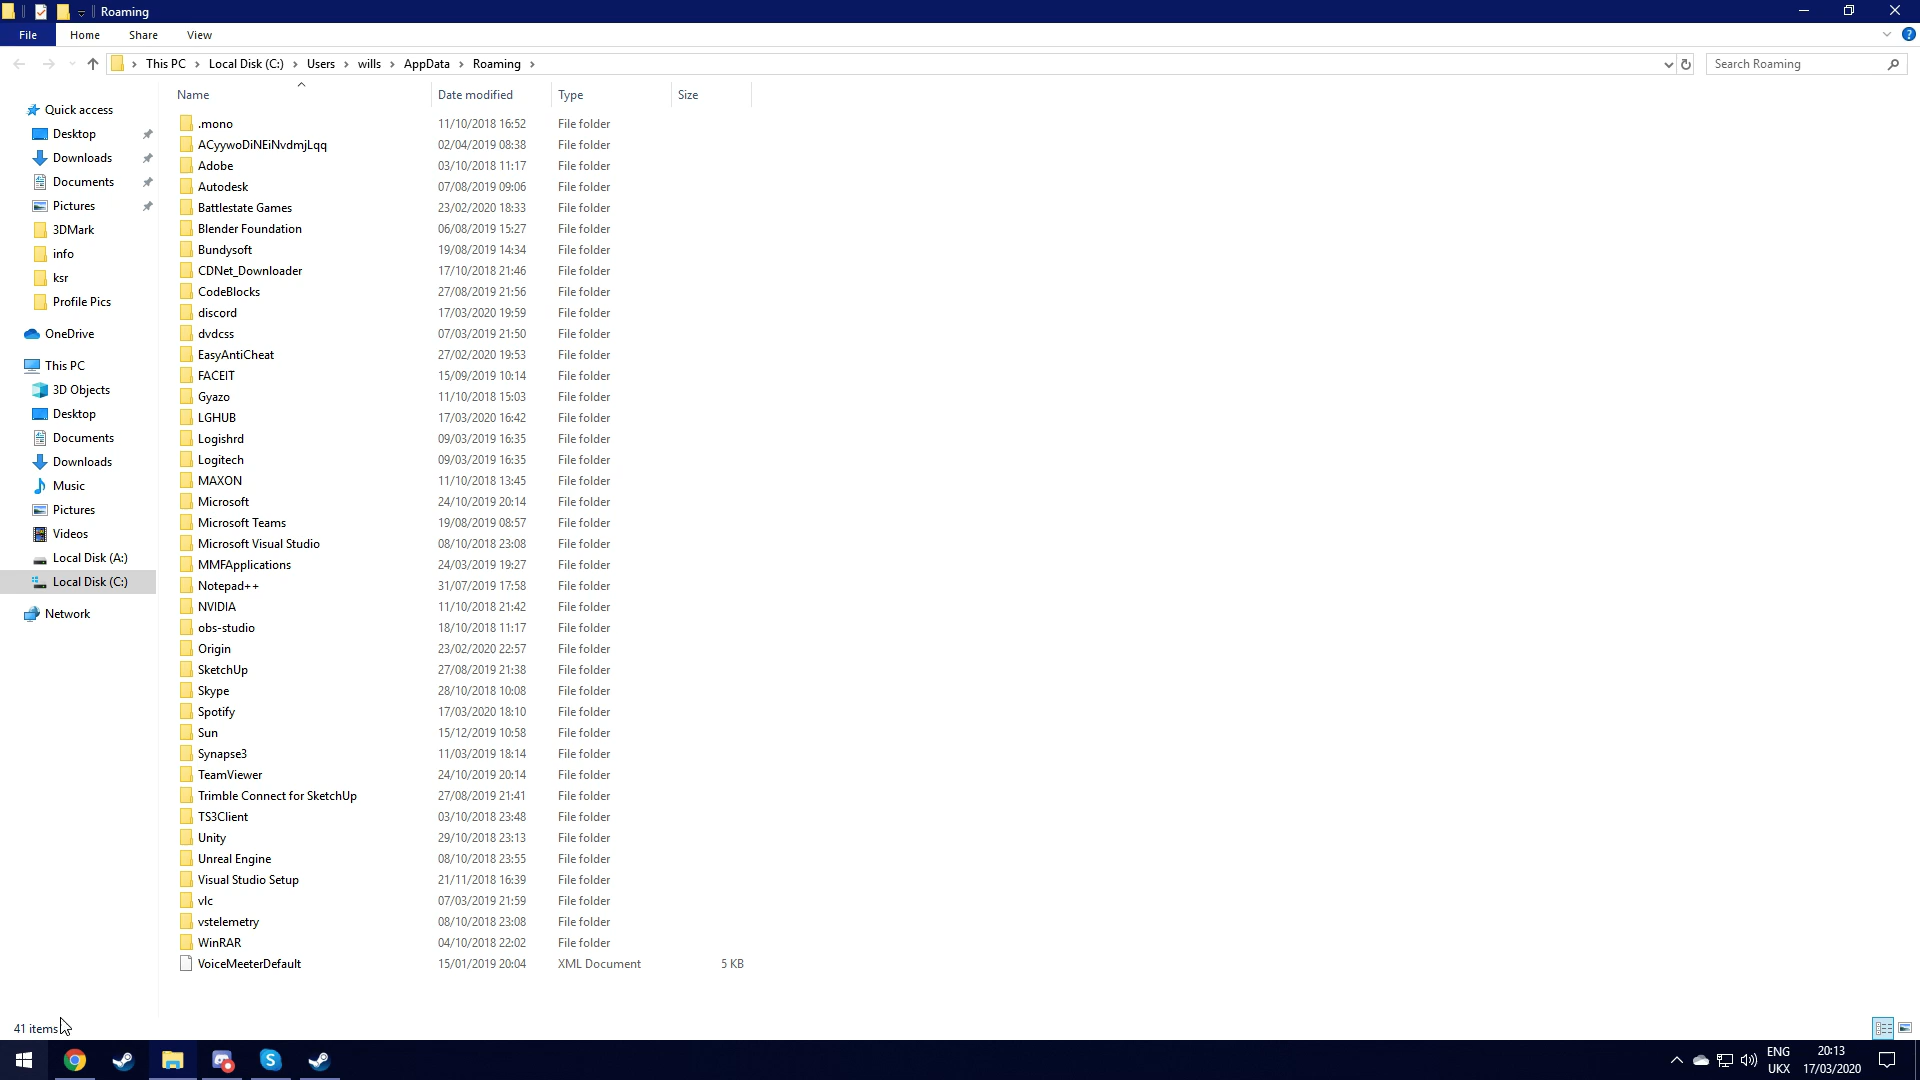 Roaming
File Home Share View
This PC Local Disk (C:) Users wills AppData Roaming
Search Roaming
Name Date modified Type Size
Quick access
Desktop
Downloads
Documents
Pictures
3DMark
info
ksr
Profile Pics
OneDrive
This PC
3D Objects
Desktop
Documents
Downloads
Music
Pictures
Videos
Local Disk (A:)
Local Disk (C:)
Network
.mono 11/10/2018 16:52 File folder
ACyywoDiNEiNvdmjLqq 02/04/2019 08:38 File folder
Adobe 03/10/2018 11:17 File folder
Autodesk 07/08/2019 09:06 File folder
Battlestate Games 23/02/2020 18:33 File folder
Blender Foundation 06/08/2019 15:27 File folder
Bundysoft 19/08/2019 14:34 File folder
CDNet_Downloader 17/10/2018 21:46 File folder
CodeBlocks 27/08/2019 21:56 File folder
discord 17/03/2020 19:59 File folder
dvdcss 07/03/2019 21:50 File folder
EasyAntiCheat 27/02/2020 19:53 File folder
FACEIT 15/09/2019 10:14 File folder
Gyazo 11/10/2018 15:03 File folder
LGHUB 17/03/2020 16:42 File folder
Logishrd 09/03/2019 16:35 File folder
Logitech 09/03/2019 16:35 File folder
MAXON 11/10/2018 13:45 File folder
Microsoft 24/10/2019 20:14 File folder
Microsoft Teams 19/08/2019 08:57 File folder
Microsoft Visual Studio 08/10/2018 23:08 File folder
MMFApplications 24/03/2019 19:27 File folder
Notepad++ 31/07/2019 17:58 File folder
NVIDIA 11/10/2018 21:42 File folder
obs-studio 18/10/2018 11:17 File folder
Origin 23/02/2020 22:57 File folder
SketchUp 27/08/2019 21:38 File folder
Skype 28/10/2018 10:08 File folder
Spotify 17/03/2020 18:10 File folder
Sun 15/12/2019 10:58 File folder
Synapse3 11/03/2019 18:14 File folder
TeamViewer 24/10/2019 20:14 File folder
Trimble Connect for SketchUp 27/08/2019 21:41 File folder
TS3Client 03/10/2018 23:48 File folder
Unity 29/10/2018 23:13 File folder
Unreal Engine 08/10/2018 23:55 File folder
Visual Studio Setup 21/11/2018 16:39 File folder
vlc 07/03/2019 21:59 File folder
vstelemetry 08/10/2018 23:08 File folder
WinRAR 04/10/2018 22:02 File folder
VoiceMeeterDefault 15/01/2019 20:04 XML Document 5 KB
41 items
ENG 20:13
UKX 17/03/2020